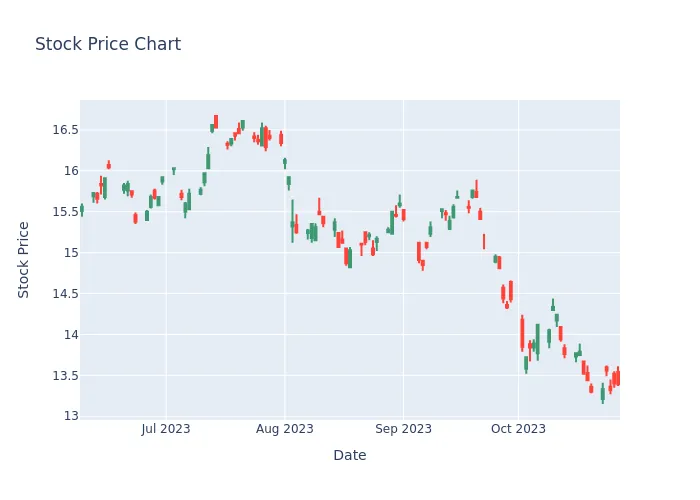 Stock Price Chart
16.5
16
15.5
15
14.5
14
13.5
13
Stock Price
Jul 2023
Aug 2023
Sep 2023
Oct 2023
Date